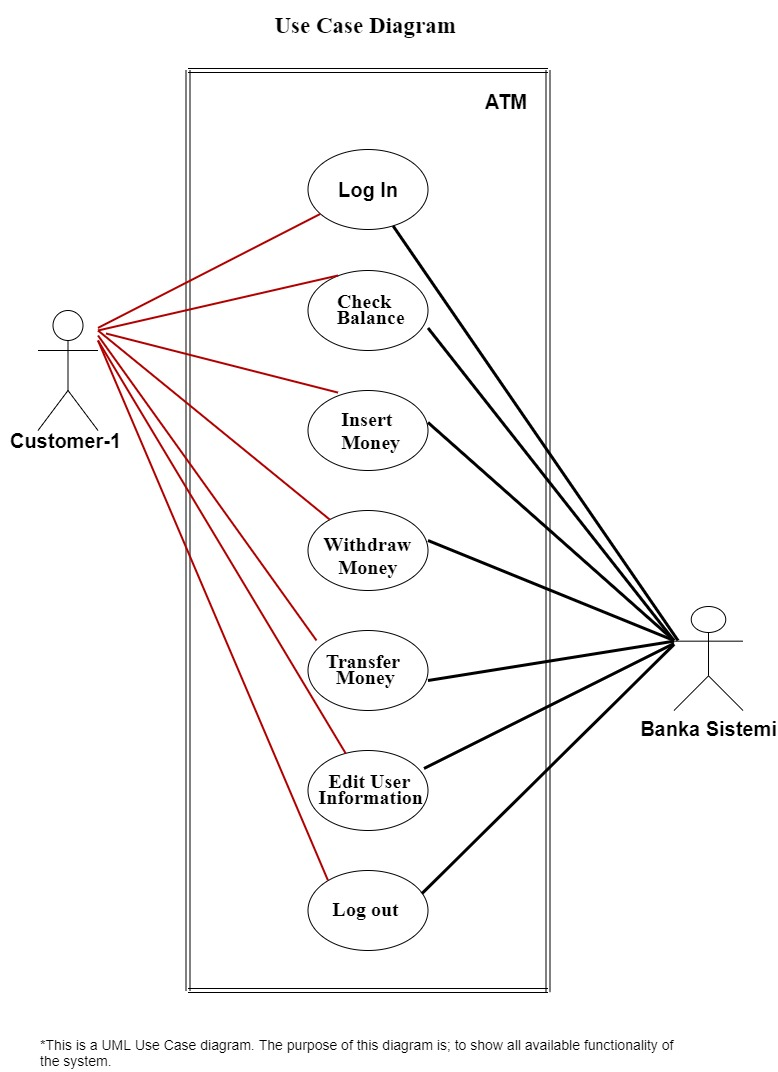 Use Case Diagram
ATM
Log In
Check
Balance
Insert
Money
Customer-1
Withdraw
Money
Transfer
Money
Banka Sistemi
Edit User
Information
Log out
*This is a UML Use Case diagram. The purpose of this diagram is; to show all available functionality of
the system.